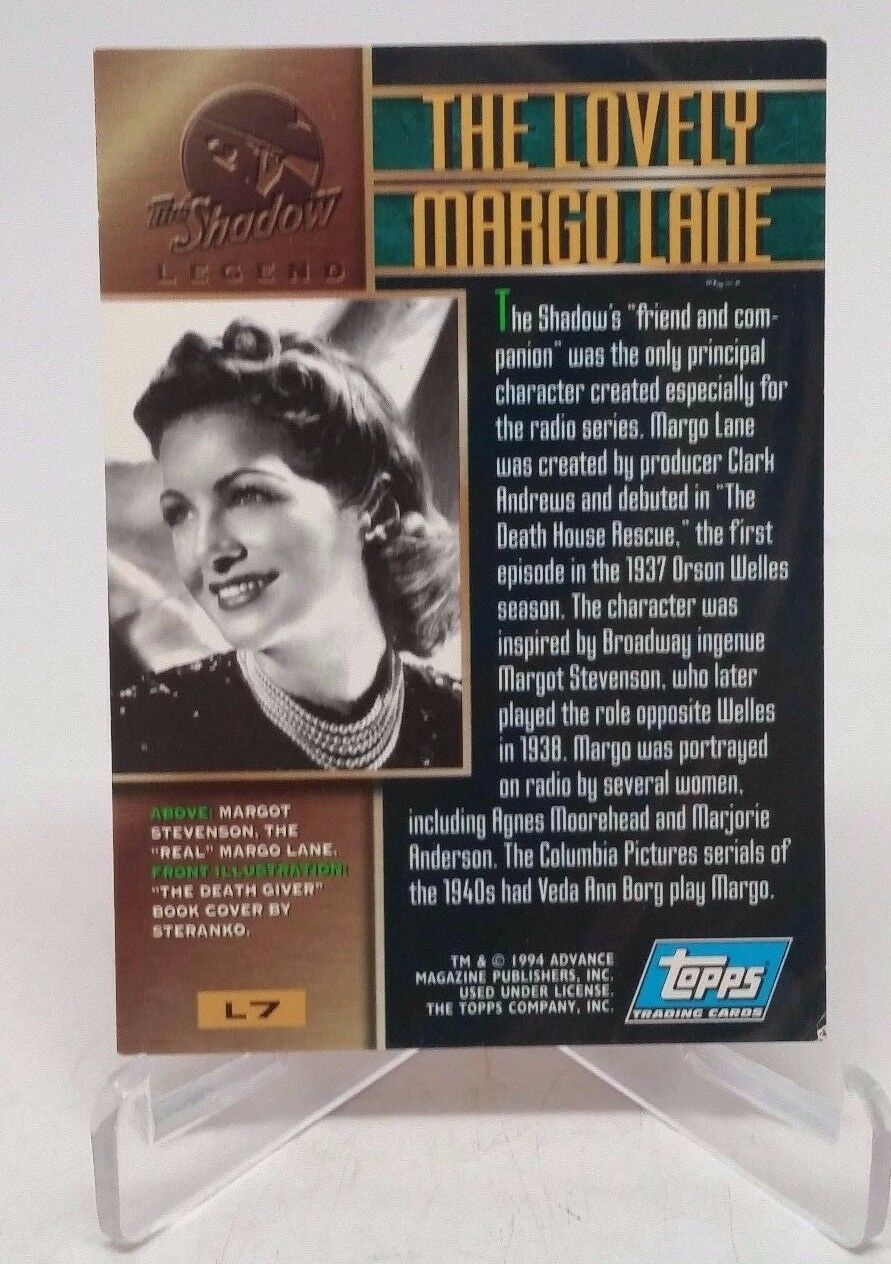 The Shadow
LEGEND
THE LOVELY
MARGO LANE
The Shadow's "friend and com-
panion" was the only principal
character created especially for
the radio series. Margo Lane
was created by producer Clark
Andrews and debuted in "The
Death House Rescue," the first
episode in the 1937 Orson Welles
season. The character was
inspired by Broadway ingenue
Margot Stevenson, who later
played the role opposite Welles
in 1938. Margo was portrayed
on radio by several women,
including Agnes Moorehead and Marjorie
Anderson. The Columbia Pictures serials of
the 1940s had Veda Ann Borg play Margo.
ABOVE: MARGOT
STEVENSON, THE
"REAL" MARGO LANE.
FRONT ILLUSTRATION:
"THE DEATH GIVER"
BOOK COVER BY
STERANKO.
L7
TM & © 1994 ADVANCE
MAGAZINE PUBLISHERS, INC.
USED UNDER LICENSE.
THE TOPPS COMPANY, INC.
TOPPS
TRADING CARDS